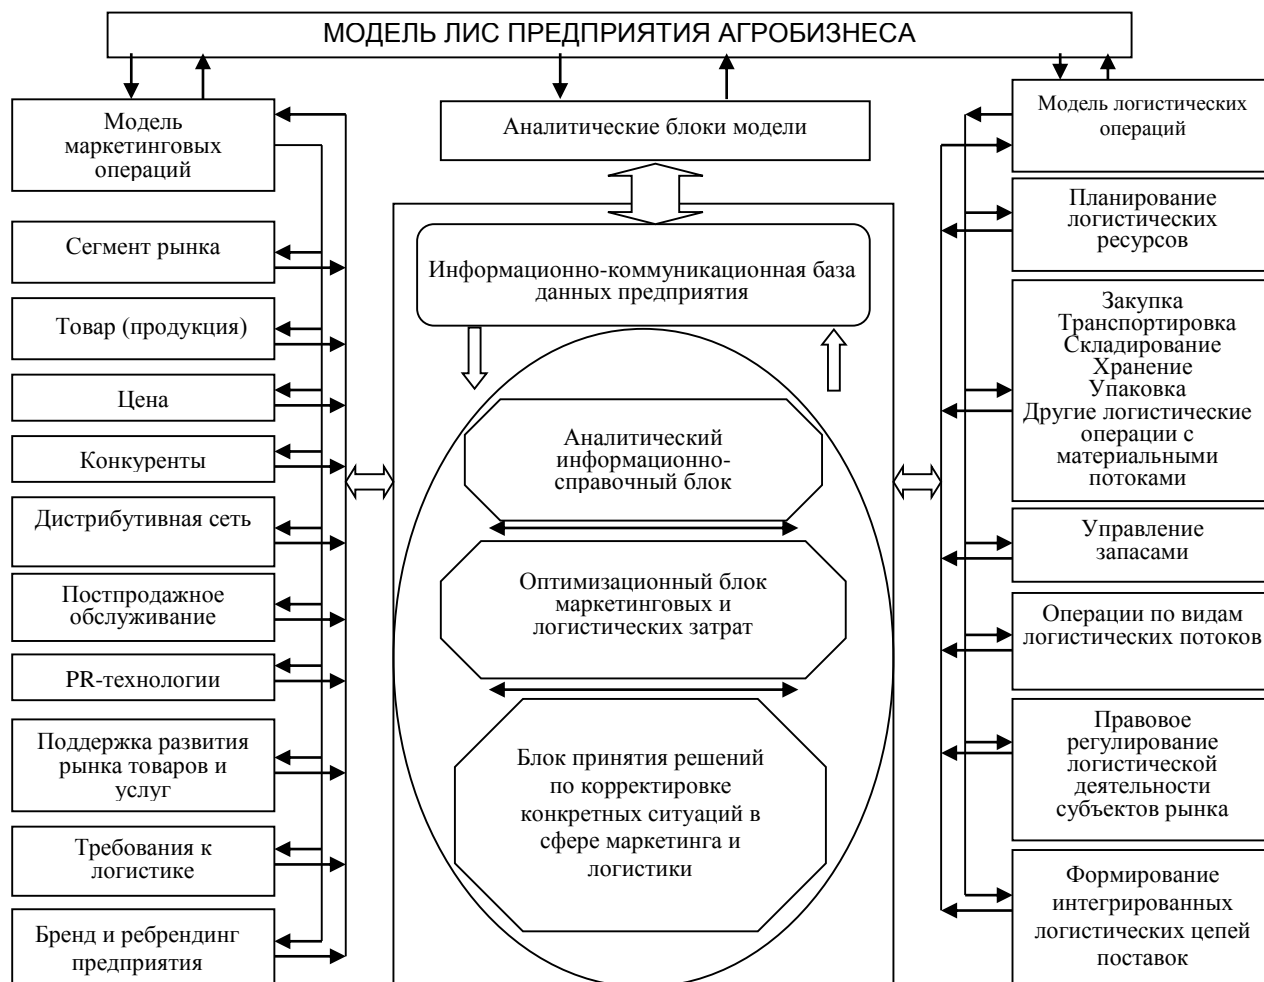 МОДЕЛЬ ЛИС ПРЕДПРИЯТИЯ АГРОБИЗНЕСА
Модель
маркетинговых
операций
Сегмент рынка
Товар (продукция)
Цена
Конкуренты
Дистрибутивная сеть
Постпродажное
обслуживание
PR-технологии
Поддержка развития
рынка товаров и
услуг
Требования к
логистике
Бренд и ребрендинг
предприятия
Аналитические блоки модели
Информационно-коммуникационная база
данных предприятия
Аналитический
информационно-
справочный блок
Оптимизационный блок
маркетинговых и
логистических затрат
Блок принятия решений
по корректировке
конкретных ситуаций в
сфере маркетинга и
логистики
Модель логистических
операций
Планирование
логистических
ресурсов
Закупка
Транспортировка
Складирование
Хранение
Упаковка
Другие логистические
операции с
материальными
потоками
Управление
запасами
Операции по видам
логистических потоков
Правовое
регулирование
логистической
деятельности
субъектов рынка
Формирование
интегрированных
логистических цепей
поставок